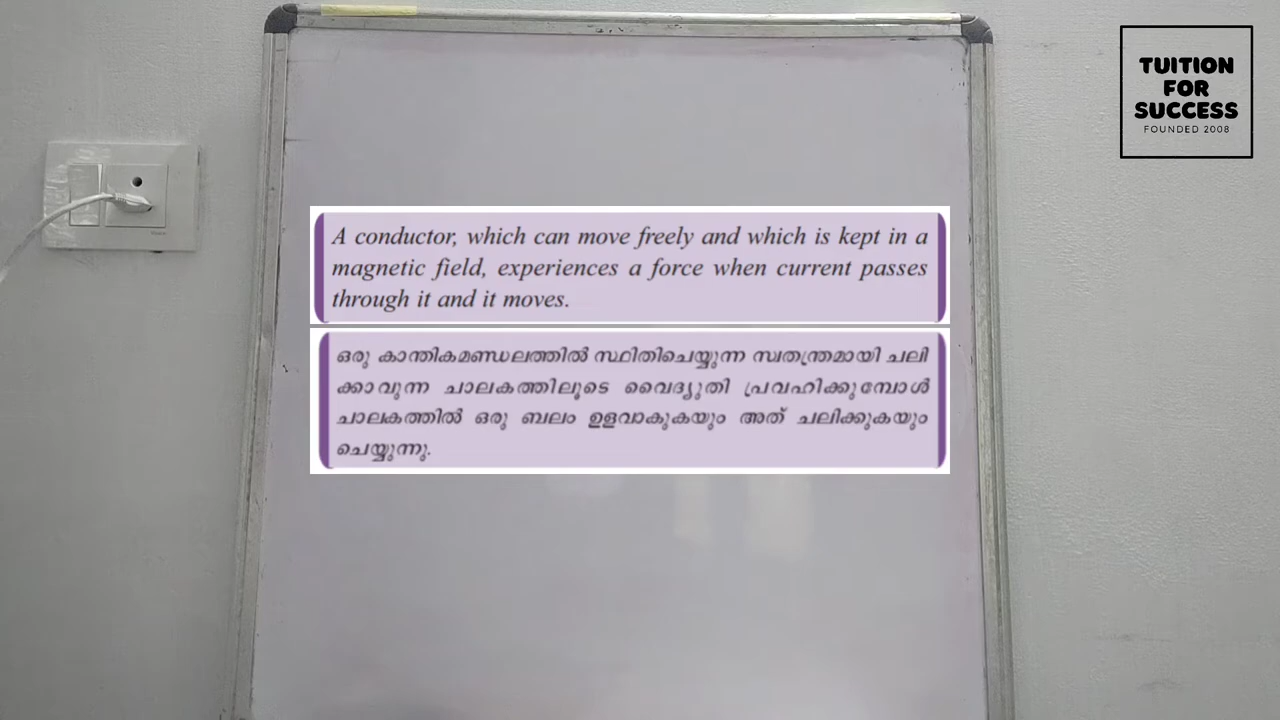 TUITION
FOR
SUCCESS
FOUNDED 2008
A conductor, which can move freely and which is kept in a
magnetic field, experiences a force when current passes
through it and it moves.
ഒരു കാന്തികമണ്ഡലത്തിൽ സ്ഥിതിചെയ്യുന്ന സ്വതന്ത്രമായി ചലി
ക്കാവുന്ന ചാലകത്തിലൂടെ വൈദ്യുതി പ്രവഹിക്കുമ്പോൾ
ചാലകത്തിൽ ഒരു ബലം ഉളവാകുകയും അത് ചലിക്കുകയും
ചെയ്യുന്നു.